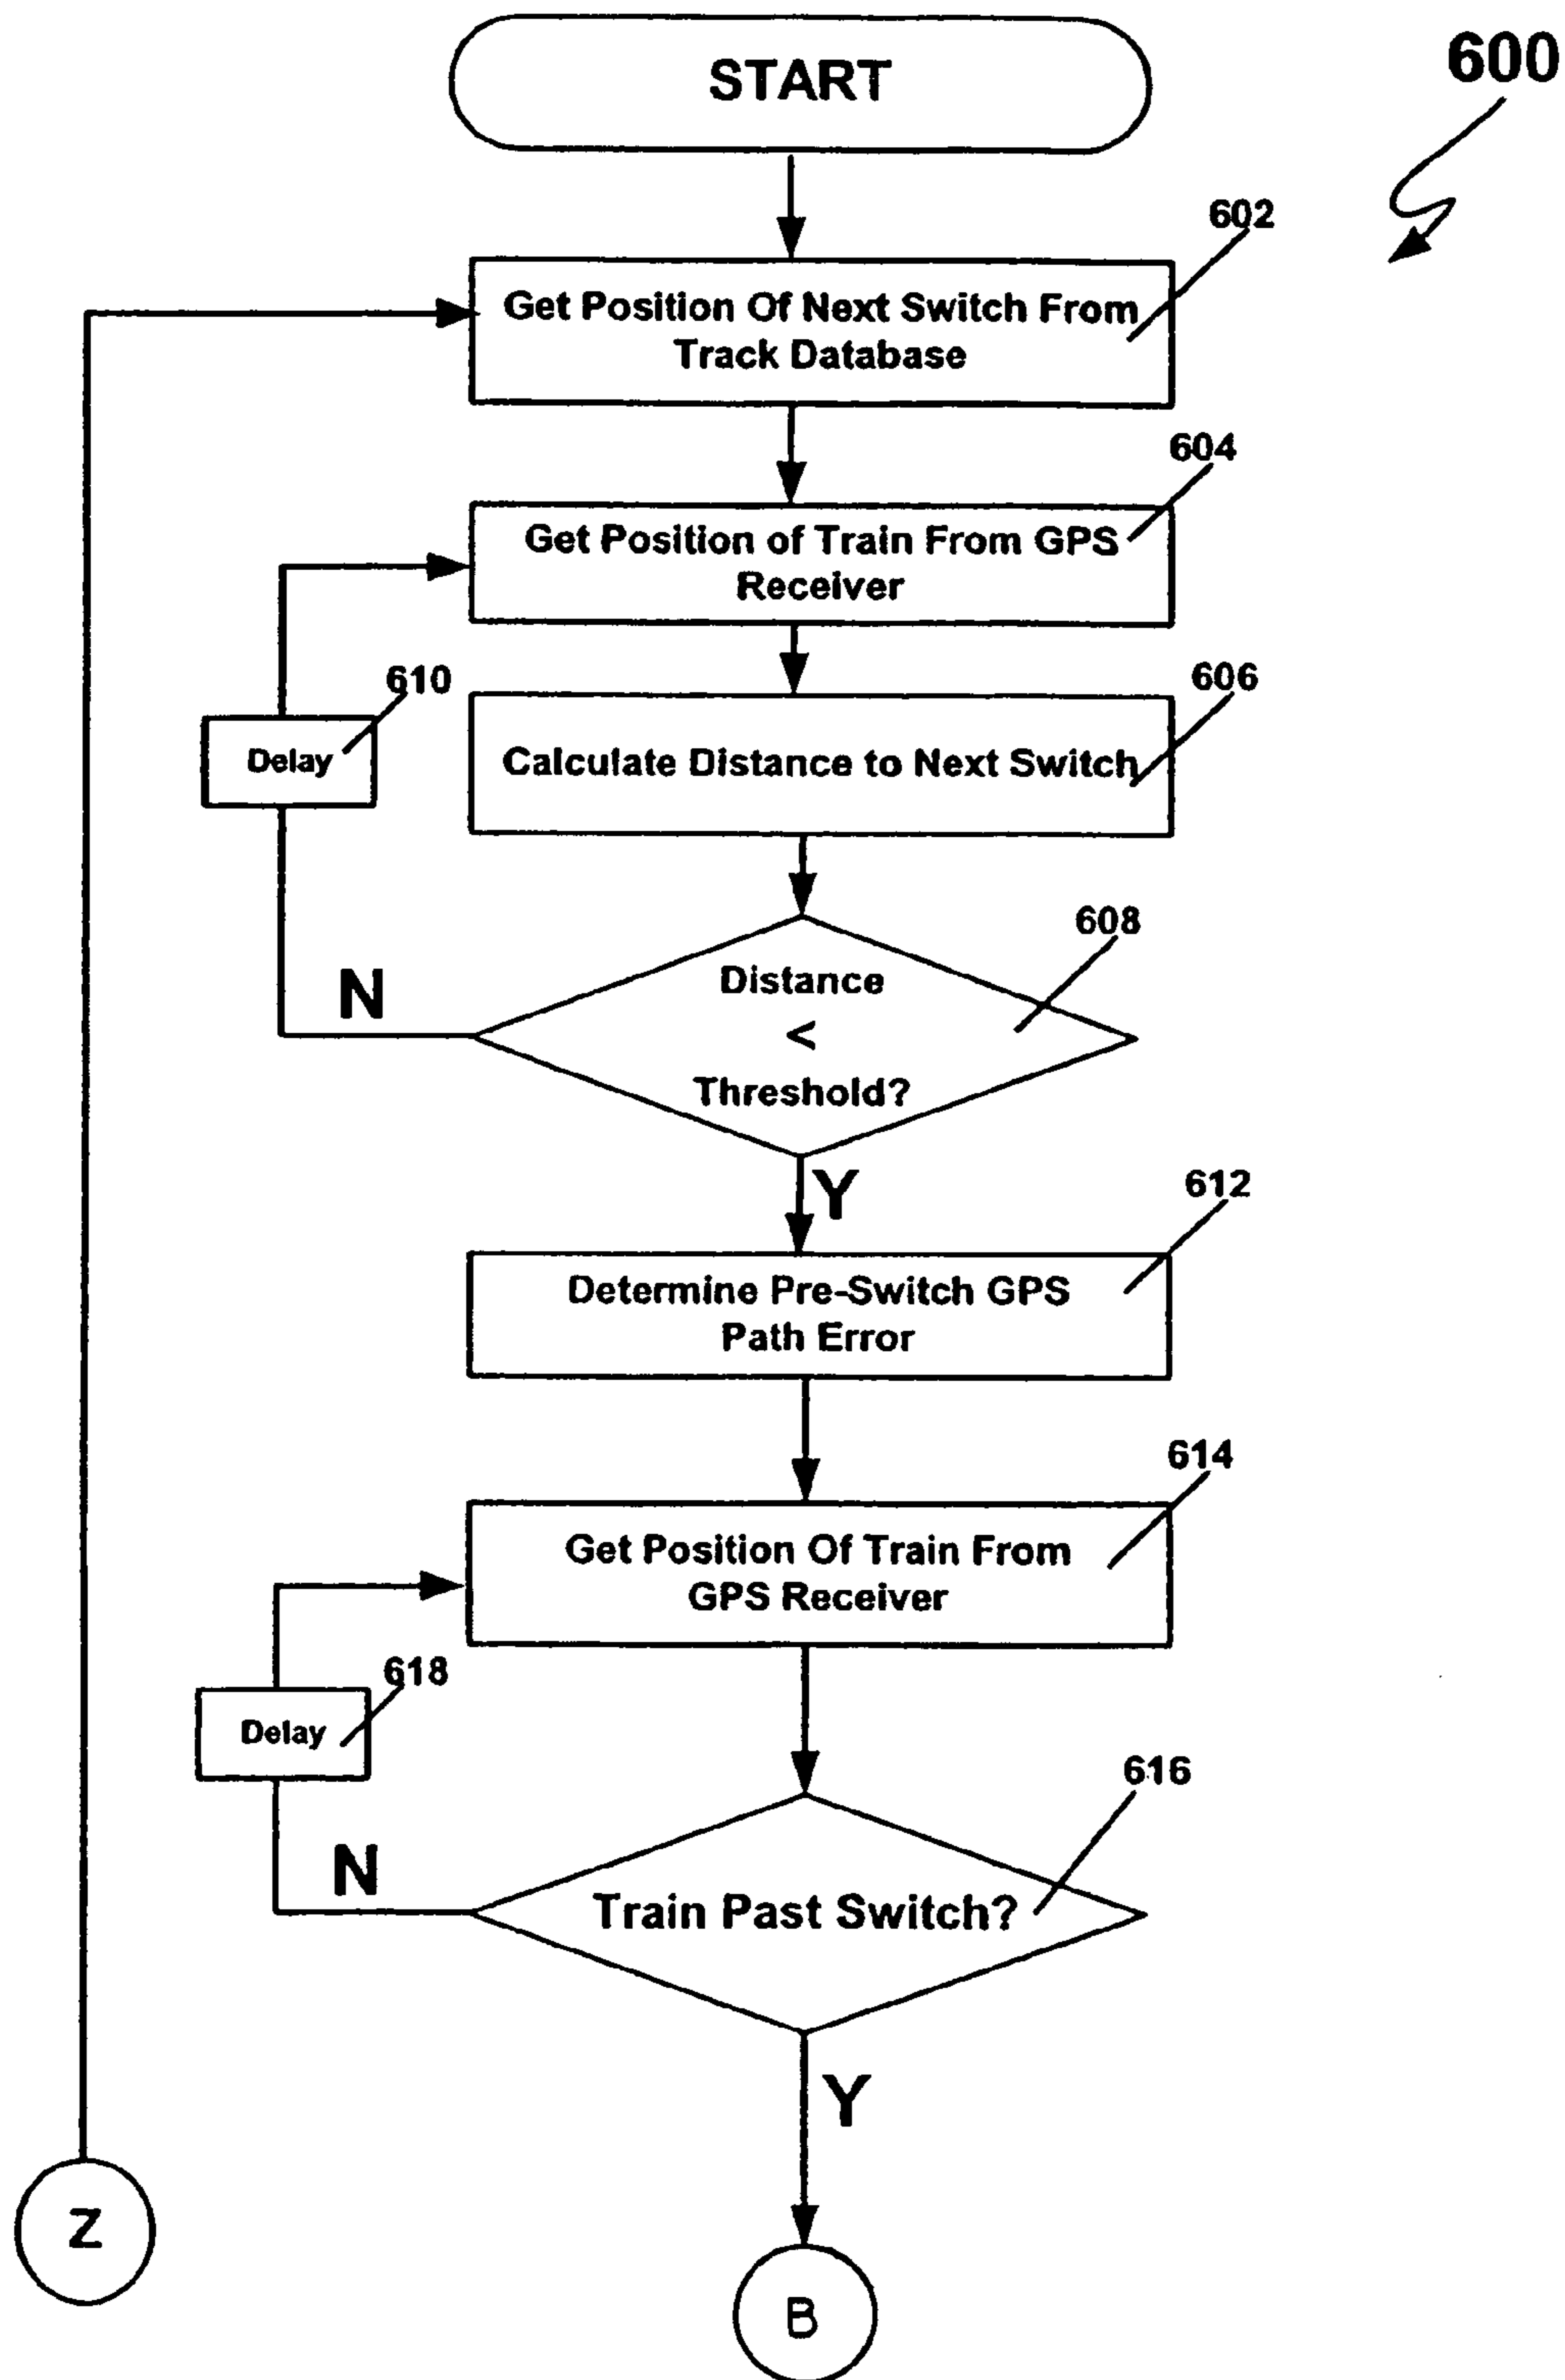 START
600
602
Get Position Of Next Switch From
Track Database
604
Get Position of Train From GPS
Receiver
610
Delay
606
Calculate Distance to Next Switch
608
Distance
<
Threshold?
N
Y
612
Determine Pre-Switch GPS
Path Error
614
Get Position Of Train From
GPS Receiver
618
Delay
616
Train Past Switch?
N
Y
Z
B